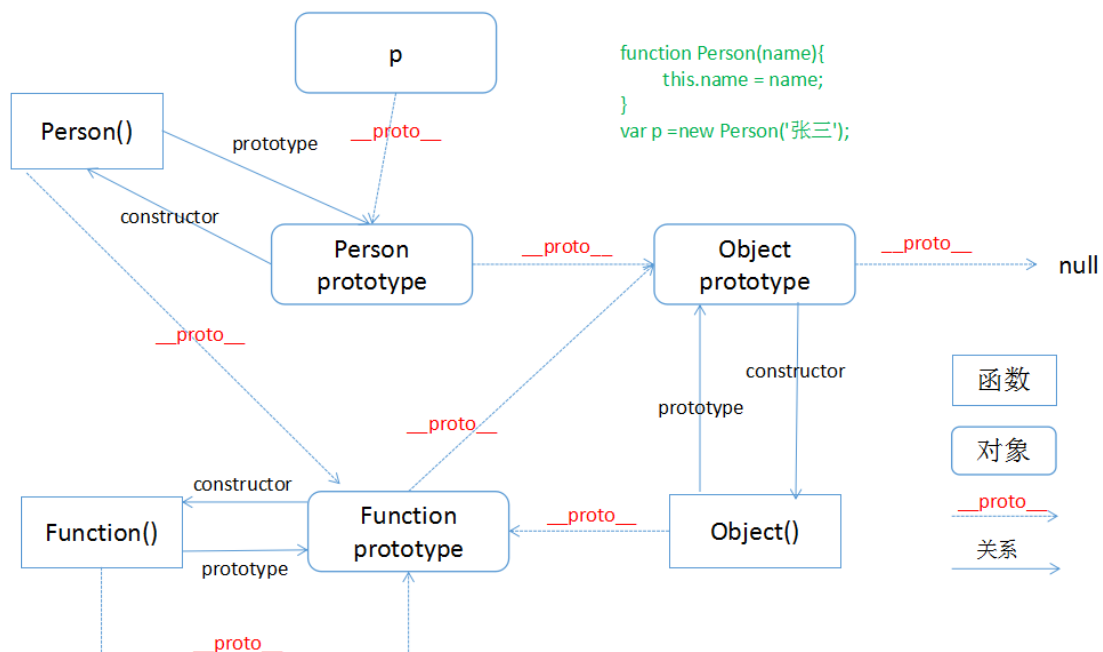 p
function Person(name){
this.name = name;
}
var p =new Person('张三');
Person()
__proto__
prototype
constructor
Person
prototype
__proto__
Object
prototype
__proto__
null
__proto__
constructor
函数
prototype
__proto__
对象
constructor
__proto__
Function()
Function
prototype
__proto__
Object()
关系
prototype
__proto__